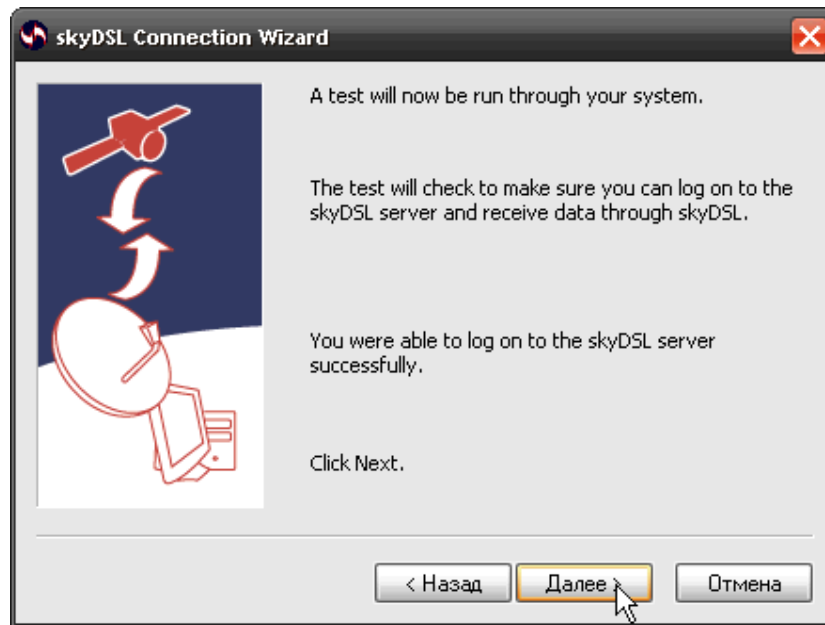 skyDSL Connection Wizard
A test will now be run through your system.
The test will check to make sure you can log on to the
skyDSL server and receive data through skyDSL.
You were able to log on to the skyDSL server
successfully.
Click Next.
< Назад Далее > Отмена